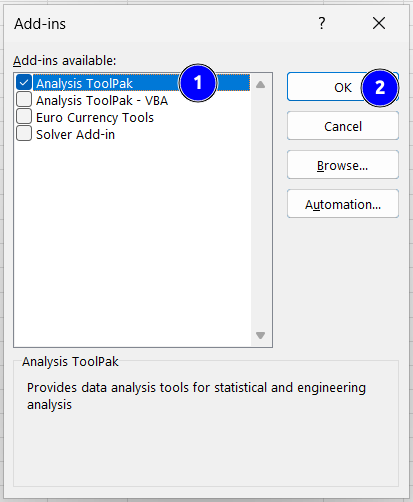 Add-ins
?
Add-ins available:
Analysis ToolPak
1
OK
2
Analysis ToolPak - VBA
Euro Currency Tools
Solver Add-in
Cancel
Browse...
Automation...
Analysis ToolPak
Provides data analysis tools for statistical and engineering
analysis